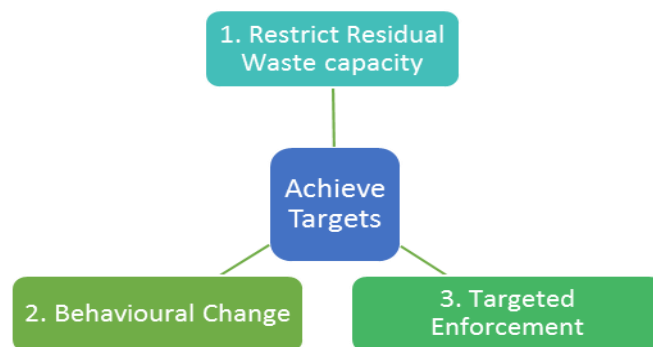 1. Restrict Residual
Waste capacity
Achieve
Targets
2. Behavioural Change
3. Targeted
Enforcement